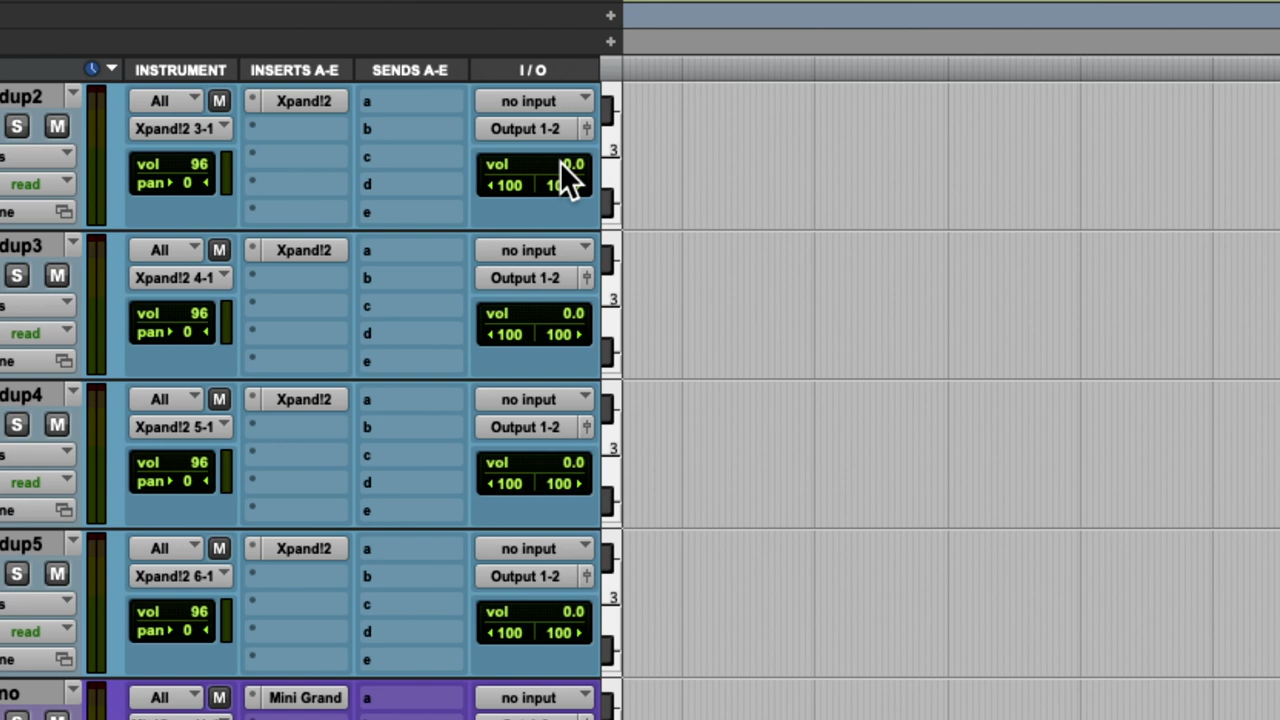 INSTRUMENT INSERTS A-E SENDS A-E I / O
dup2 All M Xpand!2 a no input
S M Xpand!2 3-1 b Output 1-2
s vol 96 c vol 0.0 3
read pan 0 d 100
ne e
dup3 All M Xpand!2 a no input
S M Xpand!2 4-1 b Output 1-2
s vol 96 c vol 0.0 3
read pan 0 d 100 100
ne e
dup4 All M Xpand!2 a no input
S M Xpand!2 5-1 b Output 1-2
s vol 96 c vol 0.0 3
read pan 0 d 100 100
ne e
dup5 All M Xpand!2 a no input
S M Xpand!2 6-1 b Output 1-2
s vol 96 c vol 0.0 3
read pan 0 d 100 100
ne e
no All M Mini Grand a no input